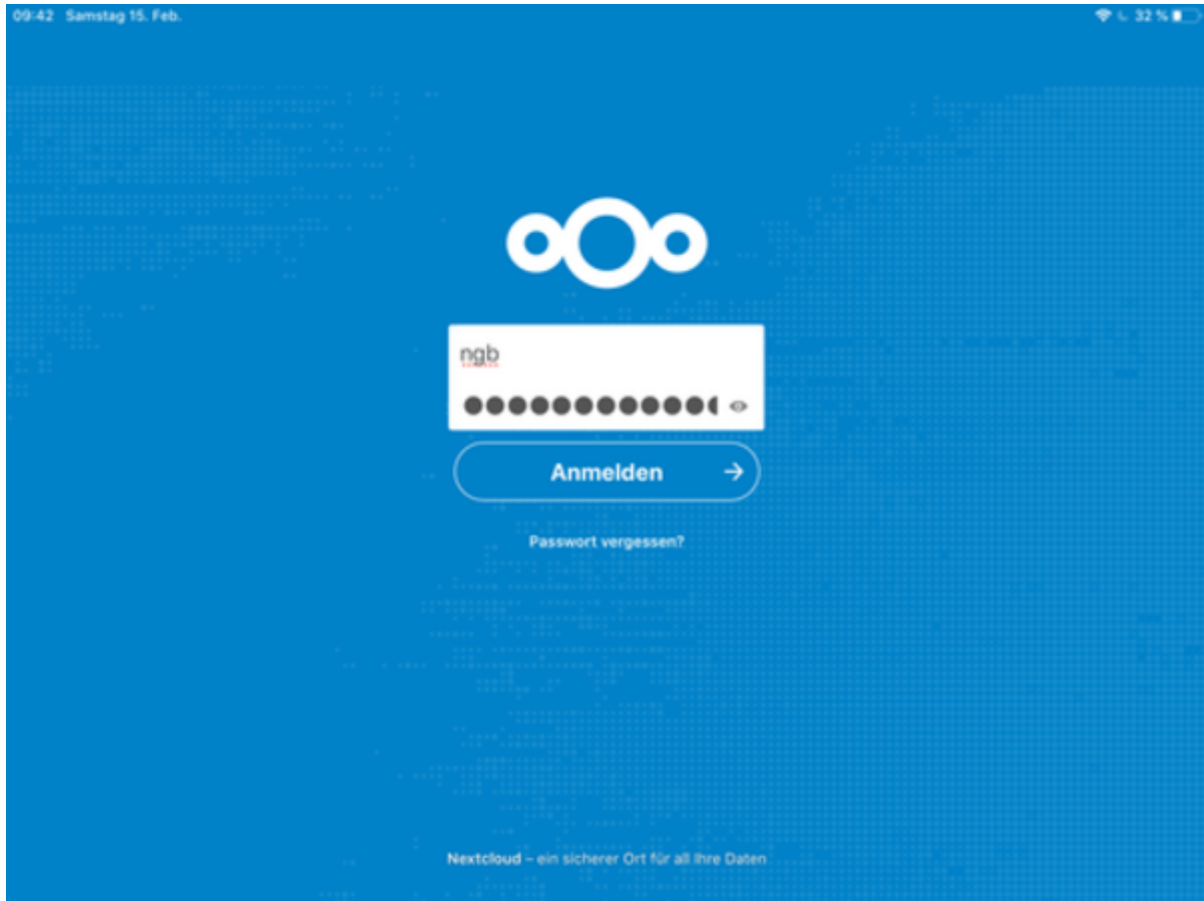 09:42 Samstag 15. Feb. 32 %
ngb
Anmelden
Passwort vergessen?
Nextcloud – ein sicherer Ort für all Ihre Daten